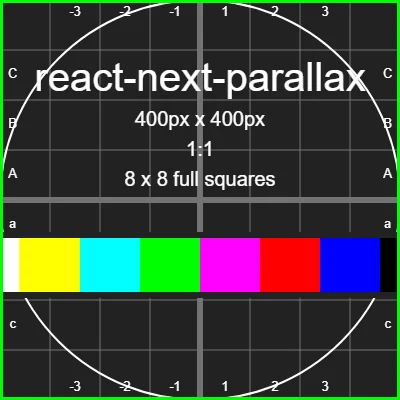 -3 -2 -1 1 2 3
C C
react-next-parallax
B B
400px x 400px
1:1
A A
8 x 8 full squares
a a
c c
-3 -2 -1 1 2 3